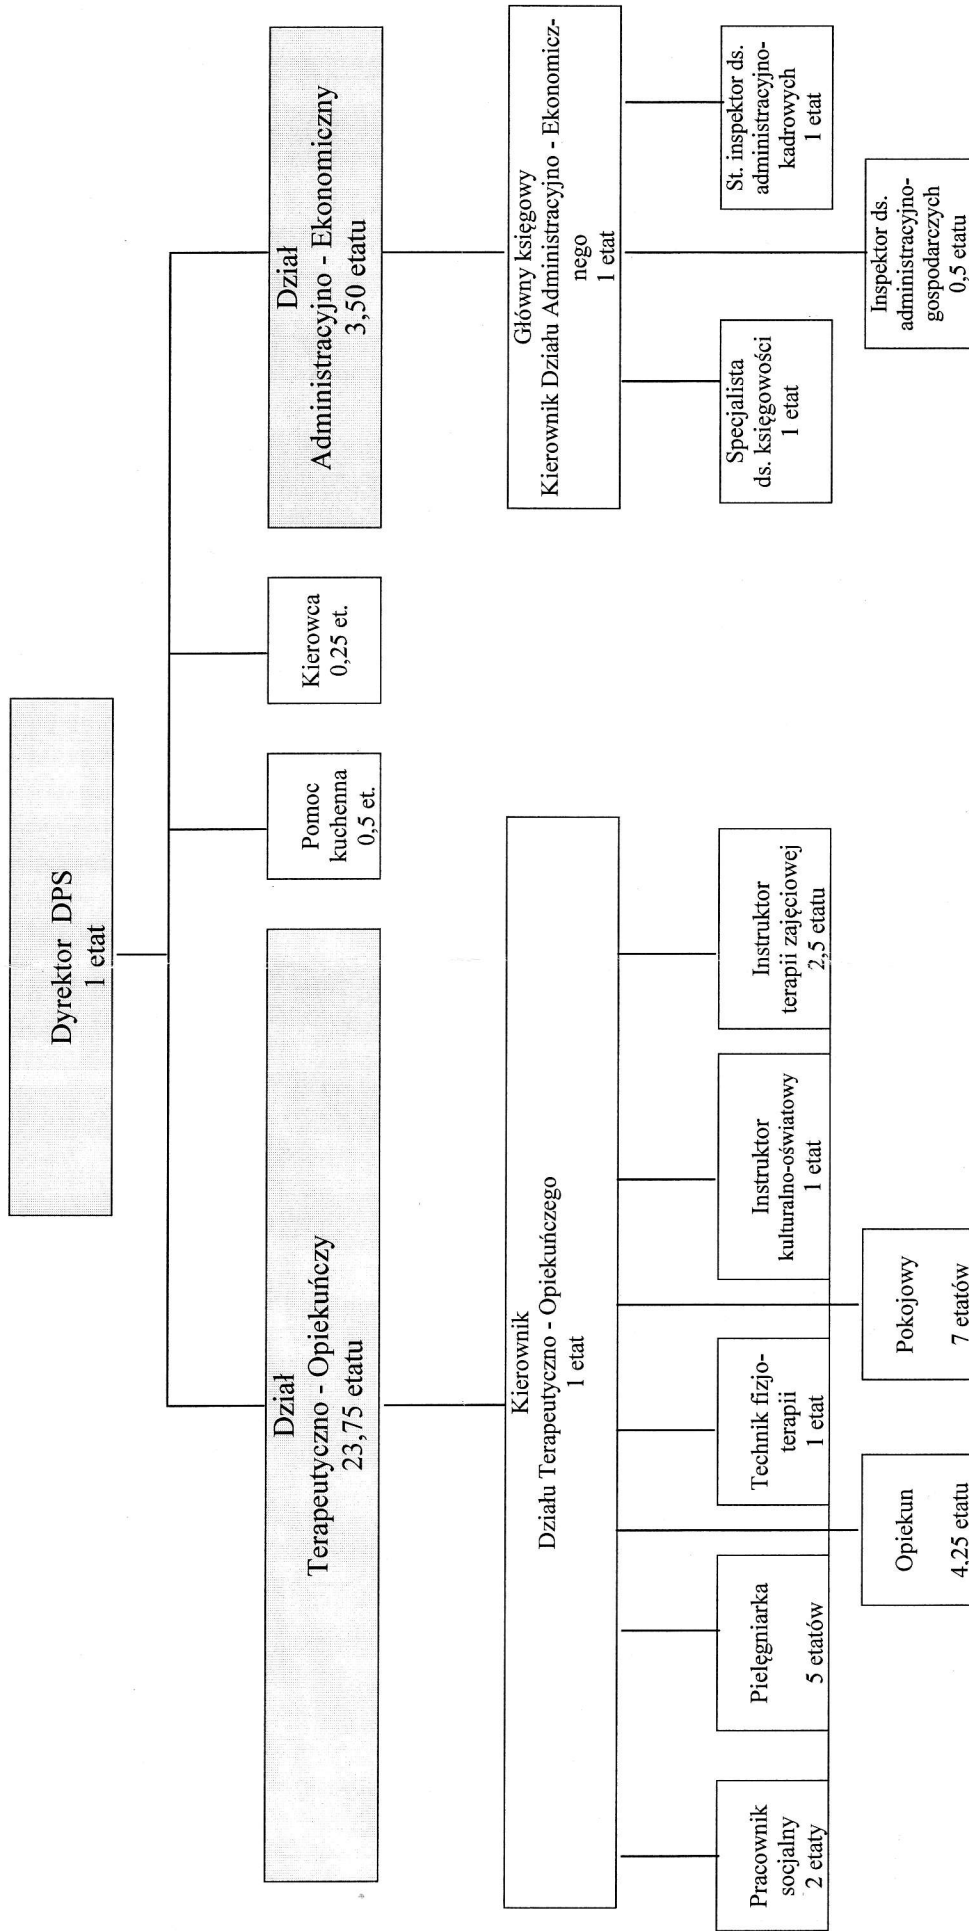 Dyrektor DPS
1 etat
Dział
Terapeutyczno - Opiekuńczy
23,75 etatu
Pomoc
kuchenna
0,5 et.
Kierowca
0,25 et.
Dział
Administracyjno - Ekonomiczny
3,50 etatu
Kierownik
Działu Terapeutyczno - Opiekuńczego
1 etat
Główny księgowy
Kierownik Działu Administracyjno - Ekonomicz-
nego
1 etat
Pracownik
socjalny
2 etaty
Pielęgniarka
5 etatów
Technik fizjo-
terapii
1 etat
Instruktor
kulturalno-oświatowy
1 etat
Instruktor
terapii zajęciowej
2,5 etatu
Specjalista
ds. księgowości
1 etat
St. inspektor ds.
administracyjno-
kadrowych
1 etat
Opiekun
4,25 etatu
Pokojowy
7 etatów
Inspektor ds.
administracyjno-
gospodarczych
0,5 etatu